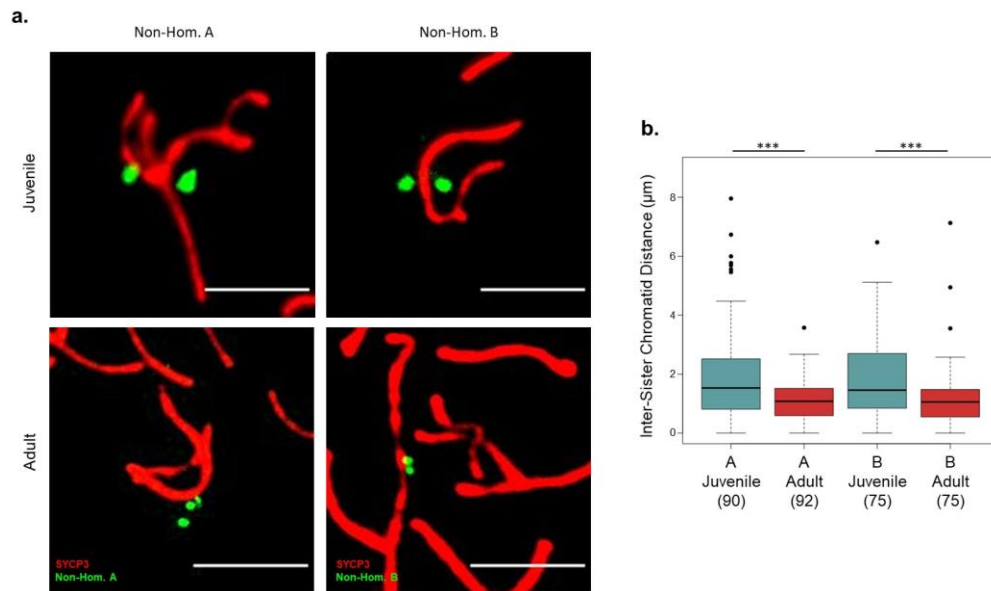 a.
Non-Hom. A
Non-Hom. B
Juvenile
Adult
SYCP3
Non-Hom. A
SYCP3
Non-Hom. B
b.
*** ***
Inter-Sister Chromatid Distance (µm)
8
6
4
2
0
A A B B
Juvenile Adult Juvenile Adult
(90) (92) (75) (75)